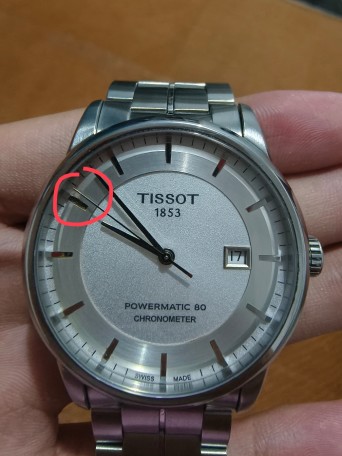 TISSOT
1853
17
POWERMATIC 80
CHRONOMETER
SWISS MADE